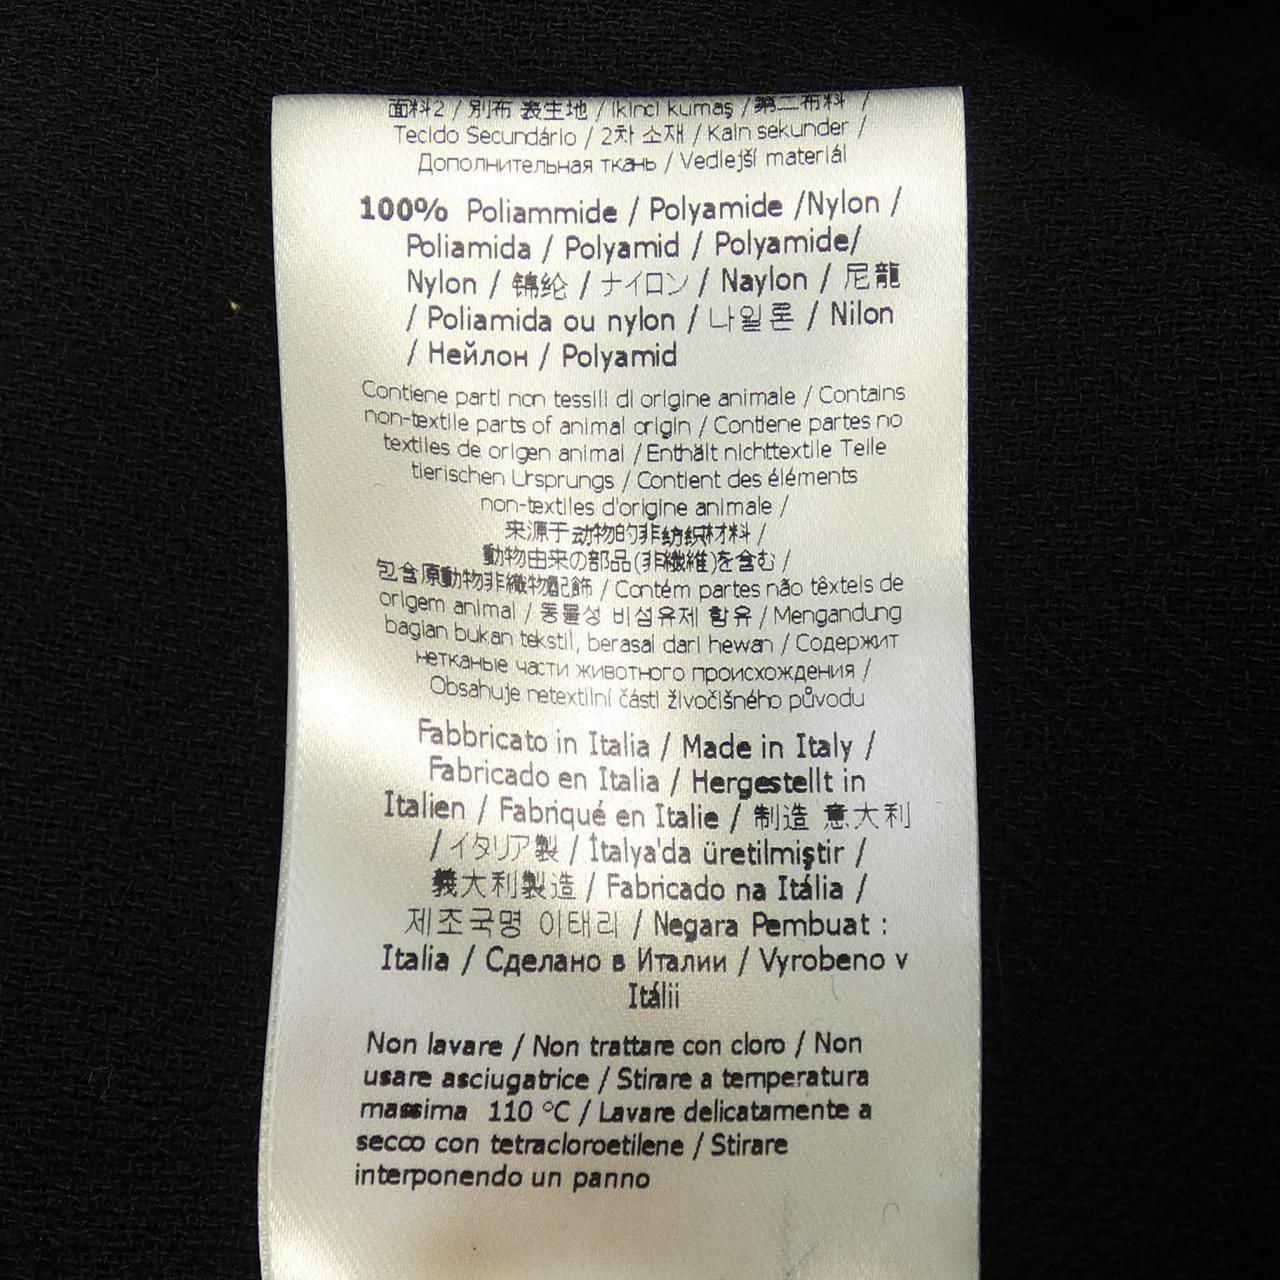 面料2 / 別布 表生地 / İkinci kumaş / 第二布料 /
Tecido Secundário / 2차 소재 / Kain sekunder /
Дополнительная ткань / Vedlejší materiál
100% Poliammide / Polyamide /Nylon /
Poliamida / Polyamid / Polyamide/
Nylon / 锦纶 / ナイロン / Naylon / 尼龍
/ Poliamida ou nylon / 나일론 / Nilon
/ Нейлон / Polyamid
Contiene parti non tessili di origine animale / Contains
non-textile parts of animal origin / Contiene partes no
textiles de origen animal / Enthält nichttextile Teile
tierischen Ursprungs / Contient des éléments
non-textiles d'origine animale /
来源于动物的非纺织材料 /
動物由来の部品(非繊維)を含む /
包含原動物非織物配飾 / Contém partes não têxteis de
origem animal / 동물성 비섬유제 함유 / Mengandung
bagian bukan tekstil, berasal dari hewan / Содержит
нетканые части животного происхождения /
Obsahuje netextilní části živočišného původu
Fabbricato in Italia / Made in Italy /
Fabricado en Italia / Hergestellt in
Italien / Fabriqué en Italie / 制造 意大利
/ イタリア製 / İtalya'da üretilmiştir /
義大利製造 / Fabricado na Itália /
제조국명 이태리 / Negara Pembuat :
Italia / Сделано в Италии / Vyrobeno v
Itálii
Non lavare / Non trattare con cloro / Non
usare asciugatrice / Stirare a temperatura
massima 110 °C / Lavare delicatamente a
secco con tetracloroetilene / Stirare
interponendo un panno